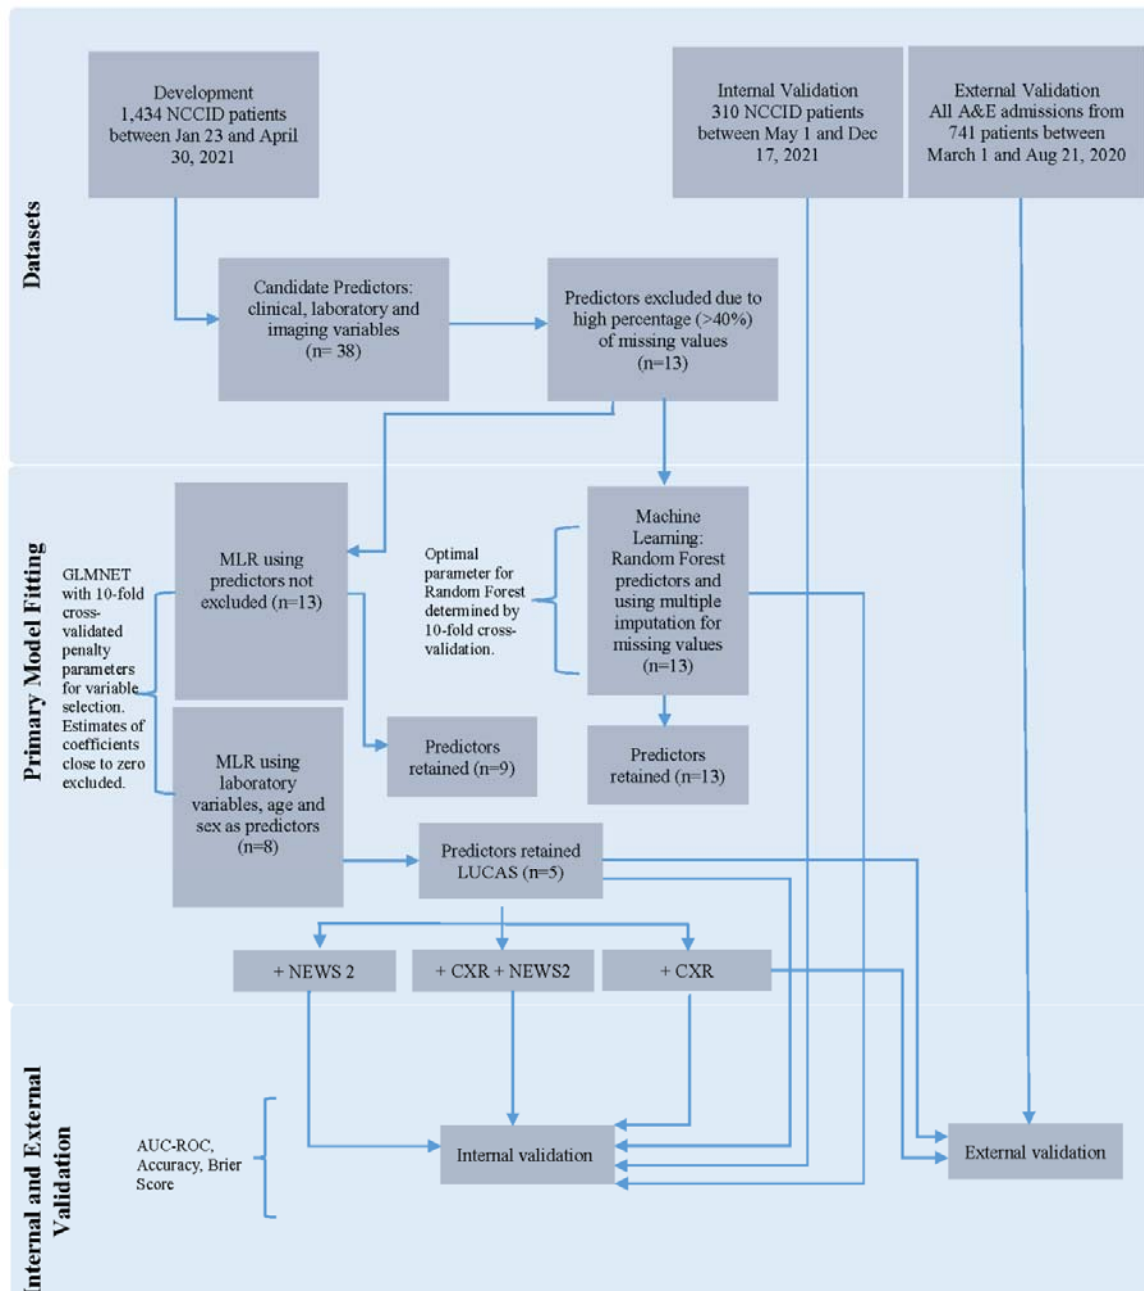 Datasets
Development
1,434 NCCID patients
between Jan 23 and April
30, 2021
Internal Validation
310 NCCID patients
between May 1 and Dec
17, 2021
External Validation
All A&E admissions from
741 patients between
March 1 and Aug 21, 2020
Candidate Predictors:
clinical, laboratory and
imaging variables
(n= 38)
Predictors excluded due to
high percentage (>40%)
of missing values
(n=13)
Primary Model Fitting
GLMNET
with 10-fold
cross-
validated
penalty
parameters
for variable
selection.
Estimates of
coefficients
close to zero
excluded.
MLR using
predictors not
excluded (n=13)
Optimal
parameter for
Random Forest
determined by
10-fold cross-
validation.
Machine
Learning:
Random Forest
predictors and
using multiple
imputation for
missing values
(n=13)
Predictors
retained (n=9)
Predictors
retained (n=13)
MLR using
laboratory
variables, age and
sex as predictors
(n=8)
Predictors retained
LUCAS (n=5)
+ NEWS 2
+ CXR + NEWS2
+ CXR
Internal and External
Validation
AUC-ROC,
Accuracy, Brier
Score
Internal validation
External validation